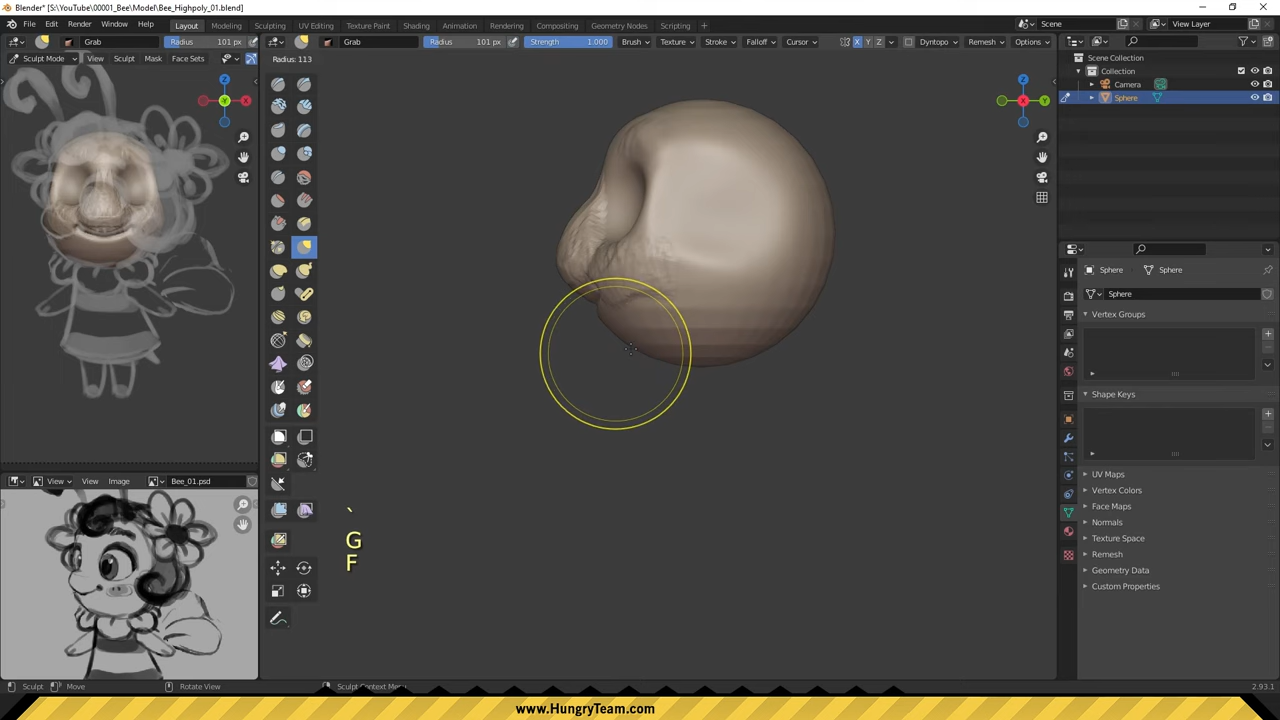 Blender* [S:\YouTube\00001_Bee\Model\Bee_Highpoly_01.blend]
File Edit Render Window Help Layout Modeling Sculpting UV Editing Texture Paint Shading Animation Rendering Compositing Geometry Nodes Scripting + Scene View Layer
Grab Radius 101 px Grab Radius 101 px Strength 1.000 Brush Texture Stroke Falloff Cursor X Y Z Dyntopo Remesh Options
Sculpt Mode View Sculpt Mask Face Sets
Radius: 113
Scene Collection
Collection
Camera
Sphere
Z
Y
X
Z
X
Y
Sphere Sphere
Sphere
Vertex Groups
Shape Keys
UV Maps
Vertex Colors
Face Maps
Normals
Texture Space
Remesh
Geometry Data
Custom Properties
View View Image Bee_01.psd
`
G
F
Sculpt Move Rotate View Sculpt Context Menu 2.93.1
www.HungryTeam.com